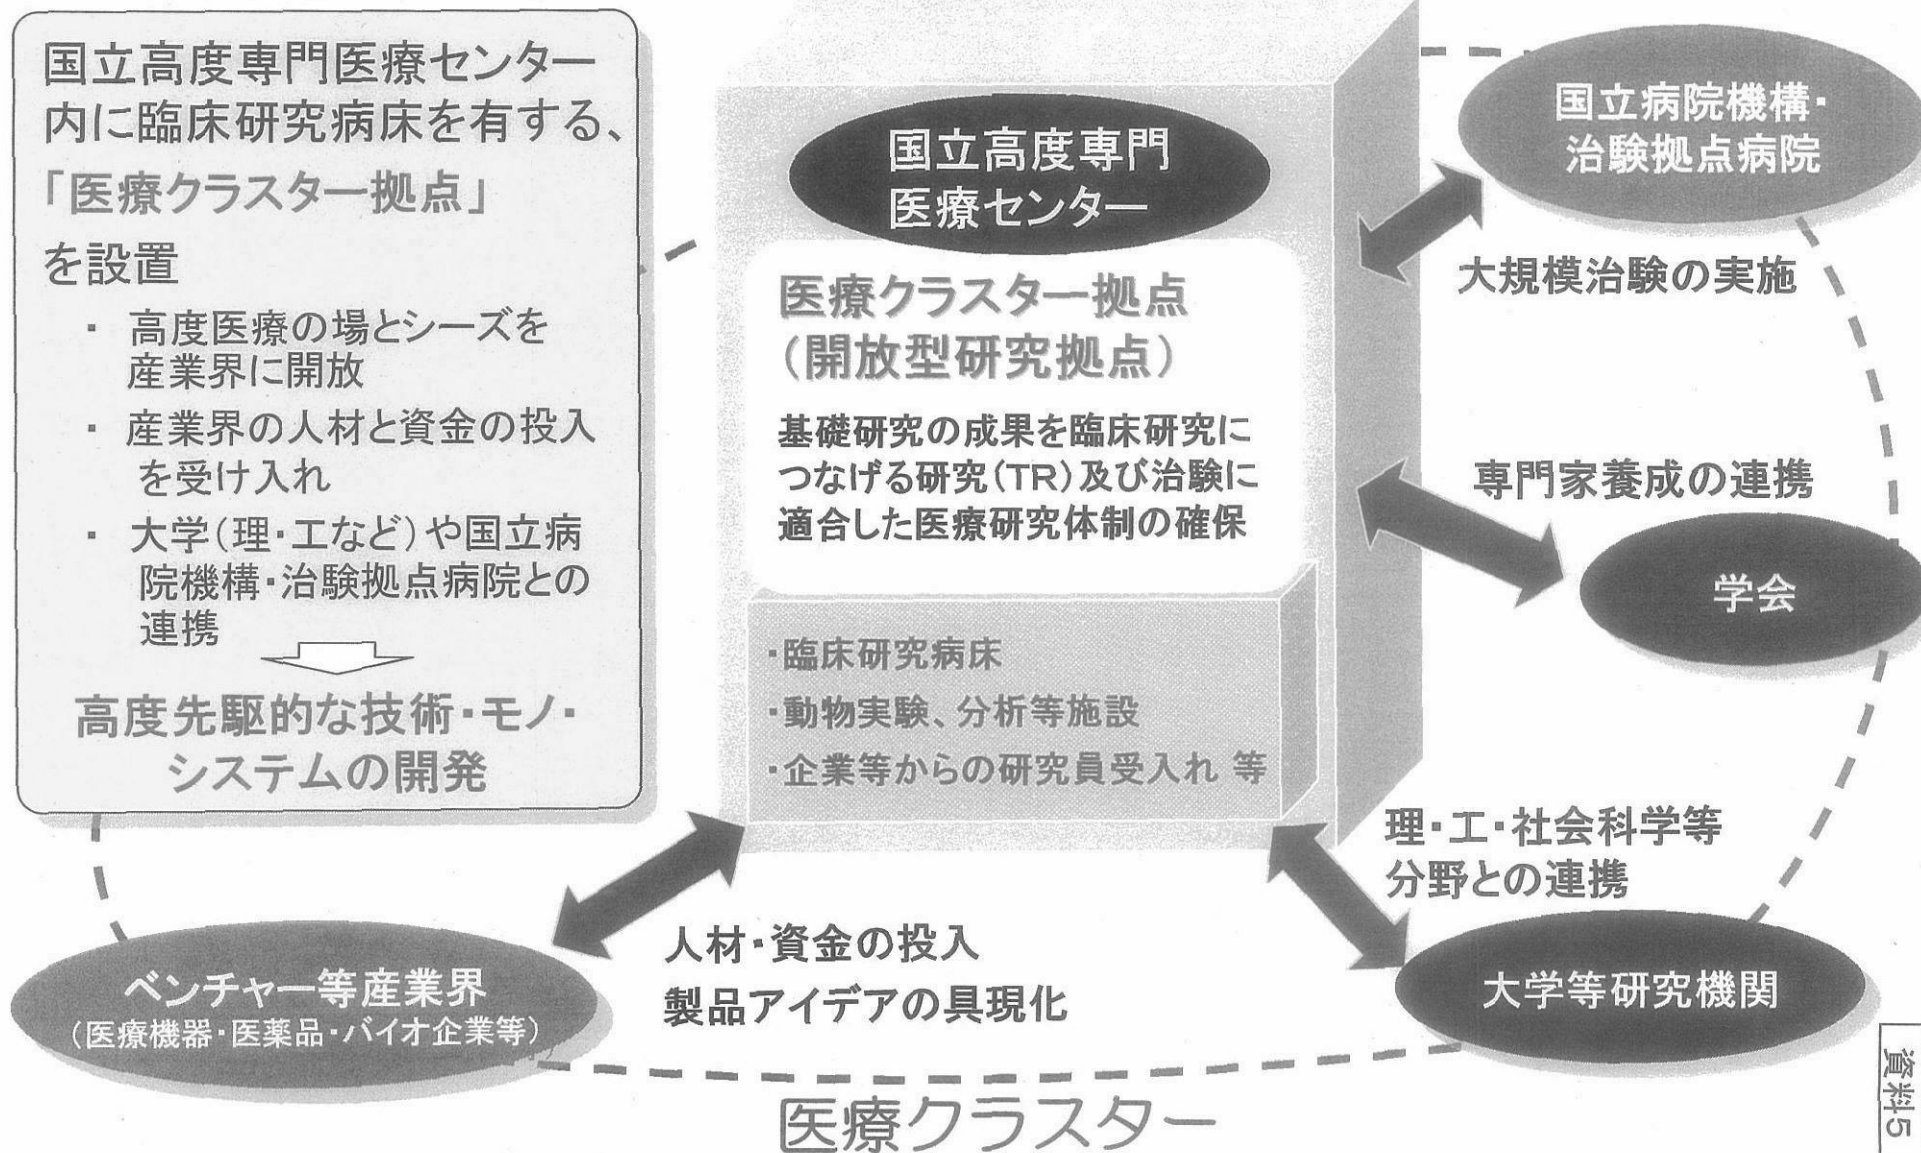 国立高度専門医療センター
内に臨床研究病床を有する、
「医療クラスター拠点」
を設置
・ 高度医療の場とシーズを
産業界に開放
・ 産業界の人材と資金の投入
を受け入れ
・ 大学(理・工など)や国立病
院機構・治験拠点病院との
連携
高度先駆的な技術・モノ・
システムの開発
国立高度専門
医療センター
医療クラスター拠点
(開放型研究拠点)
基礎研究の成果を臨床研究に
つなげる研究(TR)及び治験に
適合した医療研究体制の確保
・臨床研究病床
・動物実験、分析等施設
・企業等からの研究員受入れ 等
国立病院機構・
治験拠点病院
大規模治験の実施
専門家養成の連携
学会
理・工・社会科学等
分野との連携
大学等研究機関
人材・資金の投入
製品アイデアの具現化
ベンチャー等産業界
(医療機器・医薬品・バイオ企業等)
医療クラスター
資料5